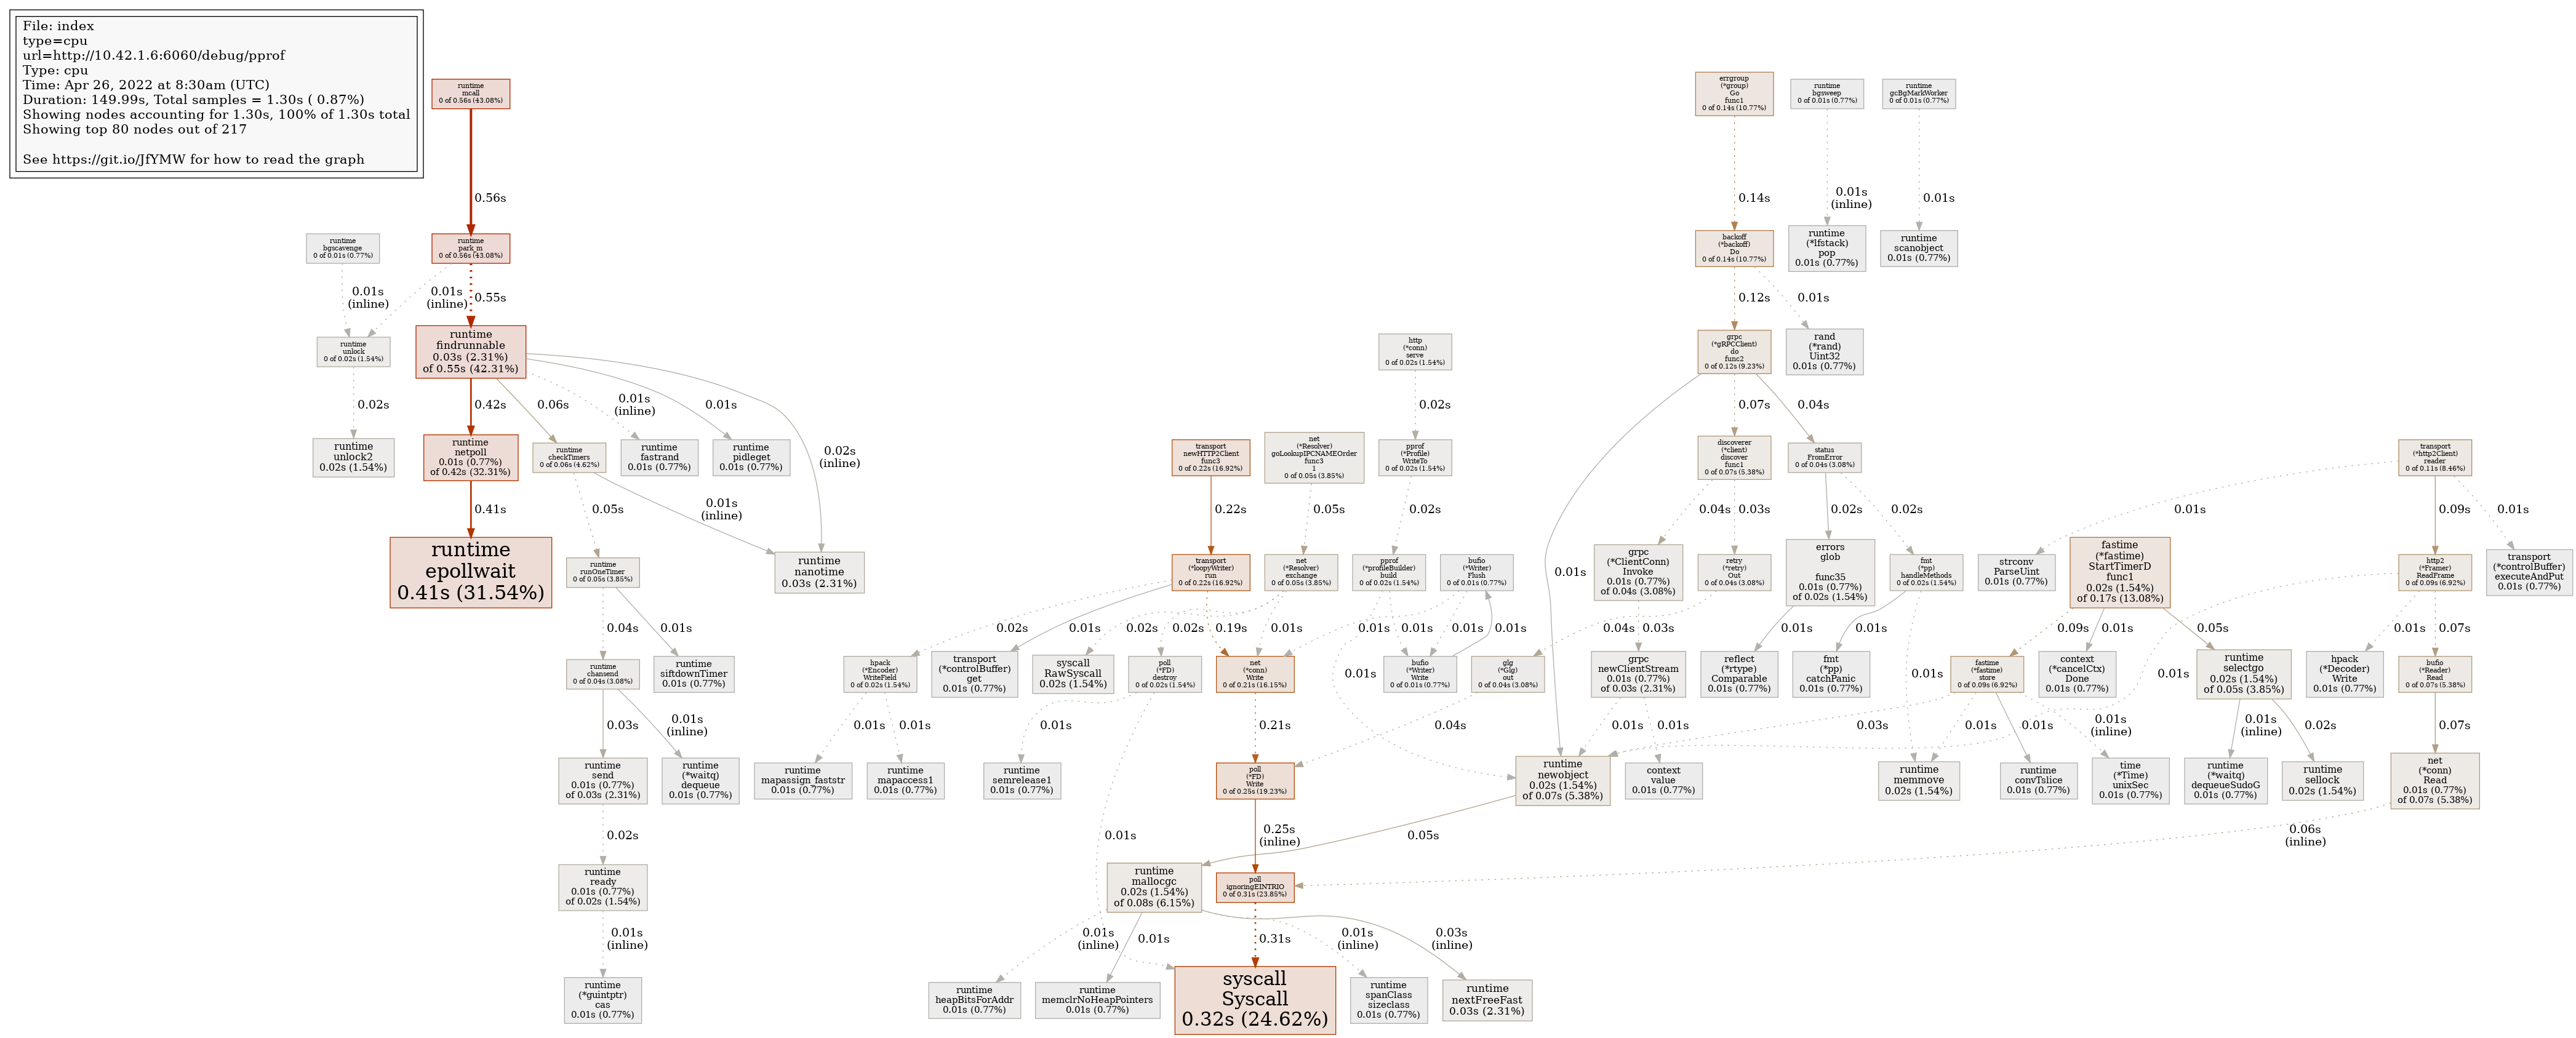 File: index
type=cpu
url=http://10.42.1.6:6060/debug/pprof
Type: cpu
Time: Apr 26, 2022 at 8:30am (UTC)
Duration: 149.99s, Total samples = 1.30s ( 0.87%)
Showing nodes accounting for 1.30s, 100% of 1.30s total
Showing top 80 nodes out of 217
See https://git.io/JfYMW for how to read the graph
runtime
mcall
0 of 0.56s (43.08%)
errgroup
(*group)
Go
func1
0 of 0.14s (10.77%)
runtime
bgsweep
0 of 0.01s (0.77%)
runtime
gcBgMarkWorker
0 of 0.01s (0.77%)
0.56s
0.14s
0.01s
(inline)
0.01s
runtime
bgscavenge
0 of 0.01s (0.77%)
runtime
park_m
0 of 0.56s (43.08%)
backoff
(*backoff)
Do
0 of 0.14s (10.77%)
runtime
(*lfstack)
pop
0.01s (0.77%)
runtime
scanobject
0.01s (0.77%)
0.01s
(inline)
0.01s
(inline)
0.55s
0.12s
0.01s
runtime
unlock
0 of 0.02s (1.54%)
runtime
findrunnable
0.03s (2.31%)
of 0.55s (42.31%)
http
(*conn)
serve
0 of 0.02s (1.54%)
grpc
(*gRPCClient)
do
func2
0 of 0.12s (9.23%)
rand
(*rand)
Uint32
0.01s (0.77%)
0.02s
0.42s
0.06s
0.01s
(inline)
0.01s
0.02s
(inline)
0.02s
0.07s
0.04s
runtime
unlock2
0.02s (1.54%)
runtime
netpoll
0.01s (0.77%)
of 0.42s (32.31%)
runtime
checkTimers
0 of 0.06s (4.62%)
runtime
fastrand
0.01s (0.77%)
runtime
pidleget
0.01s (0.77%)
transport
newHTTP2Client
func3
0 of 0.22s (16.92%)
net
(*Resolver)
goLookupIPCNAMEOrder
func3
1
0 of 0.05s (3.85%)
pprof
(*Profile)
WriteTo
0 of 0.02s (1.54%)
discoverer
(*client)
discover
func1
0 of 0.07s (5.38%)
status
FromError
0 of 0.04s (3.08%)
transport
(*http2Client)
reader
0 of 0.11s (8.46%)
0.41s
0.05s
0.01s
(inline)
0.22s
0.05s
0.02s
0.01s
0.04s
0.03s
0.02s
0.02s
0.01s
0.09s
0.01s
runtime
epollwait
0.41s (31.54%)
runtime
runOneTimer
0 of 0.05s (3.85%)
runtime
nanotime
0.03s (2.31%)
transport
(*loopyWriter)
run
0 of 0.22s (16.92%)
net
(*Resolver)
exchange
0 of 0.05s (3.85%)
pprof
(*profileBuilder)
build
0 of 0.02s (1.54%)
bufio
(*Writer)
Flush
0 of 0.01s (0.77%)
grpc
(*ClientConn)
Invoke
0.01s (0.77%)
of 0.04s (3.08%)
retry
(*retry)
Out
0 of 0.04s (3.08%)
errors
glob
func35
0.01s (0.77%)
of 0.02s (1.54%)
fmt
(*pp)
handleMethods
0 of 0.02s (1.54%)
strconv
ParseUint
0.01s (0.77%)
fastime
(*fastime)
StartTimerD
func1
0.02s (1.54%)
of 0.17s (13.08%)
http2
(*Framer)
ReadFrame
0 of 0.09s (6.92%)
transport
(*controlBuffer)
executeAndPut
0.01s (0.77%)
0.04s
0.01s
0.02s
0.01s
0.02s
0.02s
0.19s
0.01s
0.01s
0.01s
0.01s
0.01s
0.04s
0.03s
0.01s
0.01s
0.09s
0.01s
0.05s
0.01s
0.07s
runtime
chansend
0 of 0.04s (3.08%)
runtime
siftdownTimer
0.01s (0.77%)
hpack
(*Encoder)
WriteField
0 of 0.02s (1.54%)
transport
(*controlBuffer)
get
0.01s (0.77%)
syscall
RawSyscall
0.02s (1.54%)
poll
(*FD)
destroy
0 of 0.02s (1.54%)
net
(*conn)
Write
0 of 0.21s (16.15%)
bufio
(*Writer)
Write
0 of 0.01s (0.77%)
glg
(*Glg)
out
0 of 0.04s (3.08%)
grpc
newClientStream
0.01s (0.77%)
of 0.03s (2.31%)
reflect
(*rtype)
Comparable
0.01s (0.77%)
fmt
(*pp)
catchPanic
0.01s (0.77%)
fastime
(*fastime)
store
0 of 0.09s (6.92%)
context
(*cancelCtx)
Done
0.01s (0.77%)
runtime
selectgo
0.02s (1.54%)
of 0.05s (3.85%)
hpack
(*Decoder)
Write
0.01s (0.77%)
bufio
(*Reader)
Read
0 of 0.07s (5.38%)
0.01s
0.01s
0.01s
0.03s
0.01s
(inline)
0.01s
0.01s
0.01s
0.21s
0.04s
0.01s
0.01s
0.03s
0.01s
0.01s
0.01s
(inline)
0.01s
(inline)
0.02s
0.07s
runtime
send
0.01s (0.77%)
of 0.03s (2.31%)
runtime
(*waitq)
dequeue
0.01s (0.77%)
runtime
mapassign_faststr
0.01s (0.77%)
runtime
mapaccess1
0.01s (0.77%)
runtime
semrelease1
0.01s (0.77%)
poll
(*FD)
Write
0 of 0.25s (19.23%)
runtime
newobject
0.02s (1.54%)
of 0.07s (5.38%)
context
value
0.01s (0.77%)
runtime
memmove
0.02s (1.54%)
runtime
convTslice
0.01s (0.77%)
time
(*Time)
unixSec
0.01s (0.77%)
runtime
(*waitq)
dequeueSudoG
0.01s (0.77%)
runtime
sellock
0.02s (1.54%)
net
(*conn)
Read
0.01s (0.77%)
of 0.07s (5.38%)
0.02s
0.01s
0.25s
(inline)
0.05s
0.06s
(inline)
runtime
ready
0.01s (0.77%)
of 0.02s (1.54%)
runtime
mallocgc
0.02s (1.54%)
of 0.08s (6.15%)
poll
ignoringEINTRIO
0 of 0.31s (23.85%)
0.01s
(inline)
0.01s
(inline)
0.01s
0.31s
0.01s
(inline)
0.03s
(inline)
runtime
(*guintptr)
cas
0.01s (0.77%)
runtime
heapBitsForAddr
0.01s (0.77%)
runtime
memclrNoHeapPointers
0.01s (0.77%)
syscall
Syscall
0.32s (24.62%)
runtime
spanClass
sizeclass
0.01s (0.77%)
runtime
nextFreeFast
0.03s (2.31%)